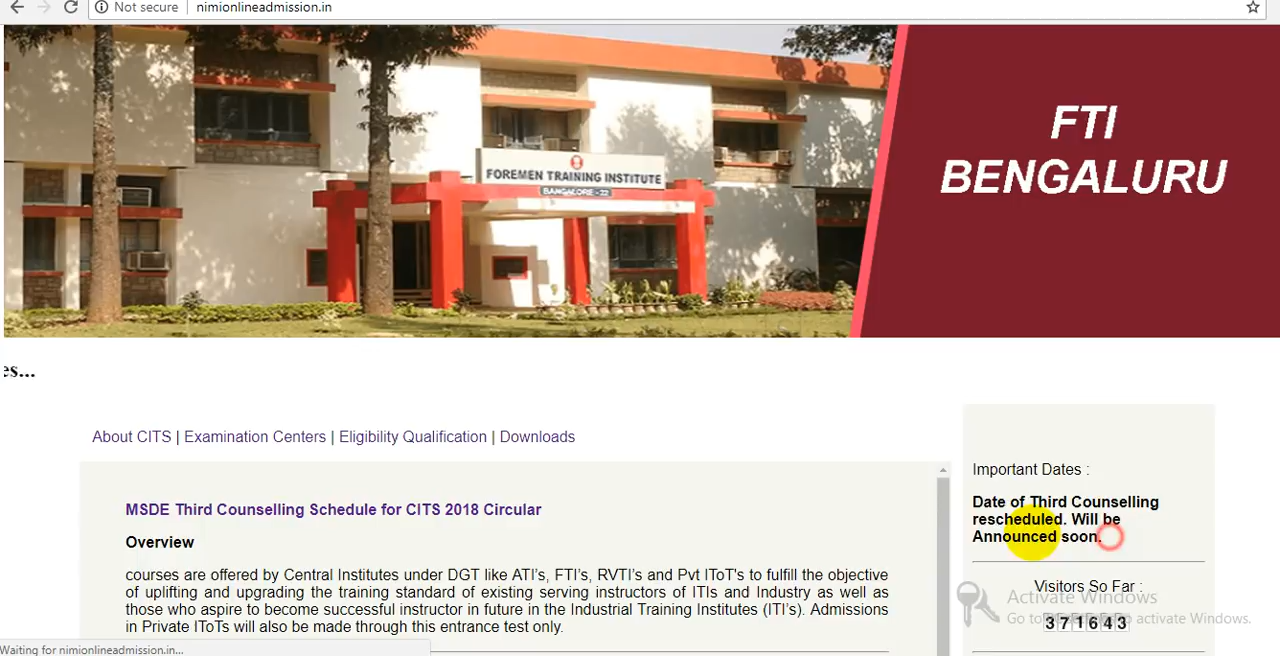 Not secure | nimionlineadmission.in
FOREMEN TRAINING INSTITUTE
BANGALORE - 22
FTI
BENGALURU
es...
About CITS | Examination Centers | Eligibility Qualification | Downloads
MSDE Third Counselling Schedule for CITS 2018 Circular
Overview
courses are offered by Central Institutes under DGT like ATI's, FTI's, RVTI's and Pvt IToT's to fulfill the objective
of uplifting and upgrading the training standard of existing serving instructors of ITIs and Industry as well as
those who aspire to become successful instructor in future in the Industrial Training Institutes (ITI's). Admissions
in Private IToTs will also be made through this entrance test only.
Important Dates :
Date of Third Counselling
rescheduled. Will be
Announced soon.
Visitors So Far :
371643
Activate Windows
Go to activate Windows.
Waiting for nimionlineadmission.in...